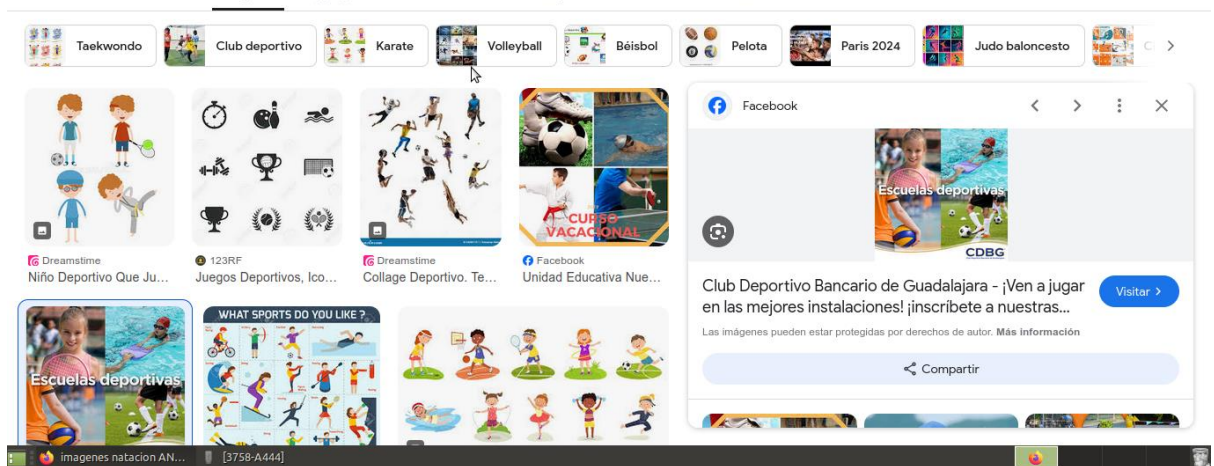 Taekwondo
Club deportivo
Karate
Volleyball
Béisbol
Pelota
Paris 2024
Judo baloncesto
Facebook
Escuelas deportivas
CDBG
CURSO
VACACIONAL
Dreamstime
Niño Deportivo Que Ju...
123RF
Juegos Deportivos, Ico...
Dreamstime
Collage Deportivo. Te...
Facebook
Unidad Educativa Nue...
Club Deportivo Bancario de Guadalajara - ¡Ven a jugar
en las mejores instalaciones! ¡inscríbete a nuestras...
Visitar
Las imágenes pueden estar protegidas por derechos de autor. Más información
Compartir
Escuelas deportivas
WHAT SPORTS DO YOU LIKE ?
imagenes natacion AN...
[3758-A444]